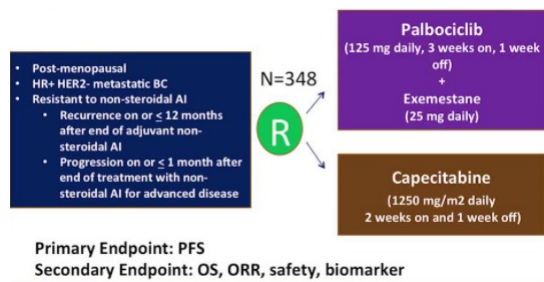 Post-menopausal
HR+ HER2- metastatic BC
Resistant to non-steroidal AI
Recurrence on or ≤ 12 months
after end of adjuvant non-
steroidal AI
Progression on or ≤ 1 month after
end of treatment with non-
steroidal AI for advanced disease
N=348
R
Palbociclib
(125 mg daily, 3 weeks on, 1 week
off)
+
Exemestane
(25 mg daily)
Capecitabine
(1250 mg/m2 daily
2 weeks on and 1 week off)
Primary Endpoint: PFS
Secondary Endpoint: OS, ORR, safety, biomarker